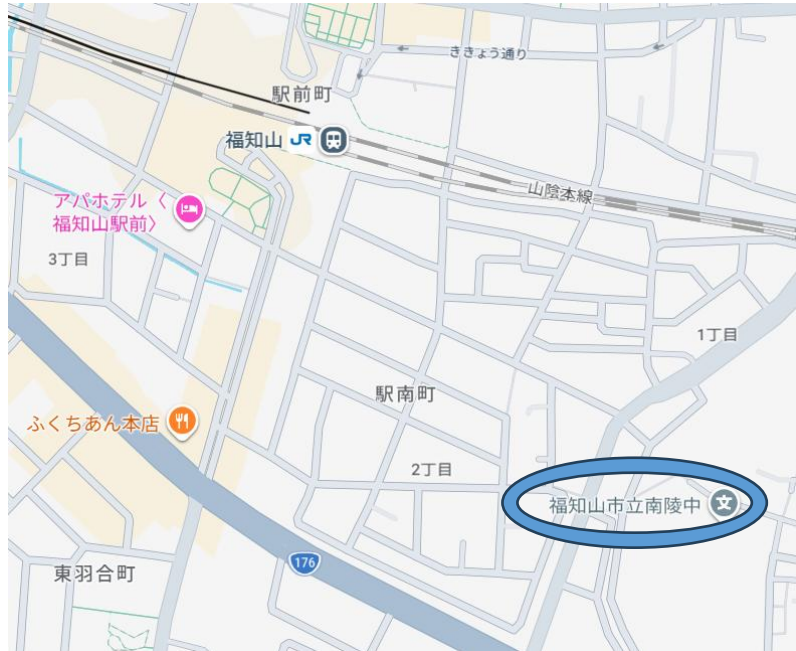 ききょう通り
駅前町
福知山 JR
山陰本線
アパホテル〈
福知山駅前〉
3丁目
1丁目
駅南町
ふくちあん本店
2丁目
福知山市立南陵中 文
176
東羽合町